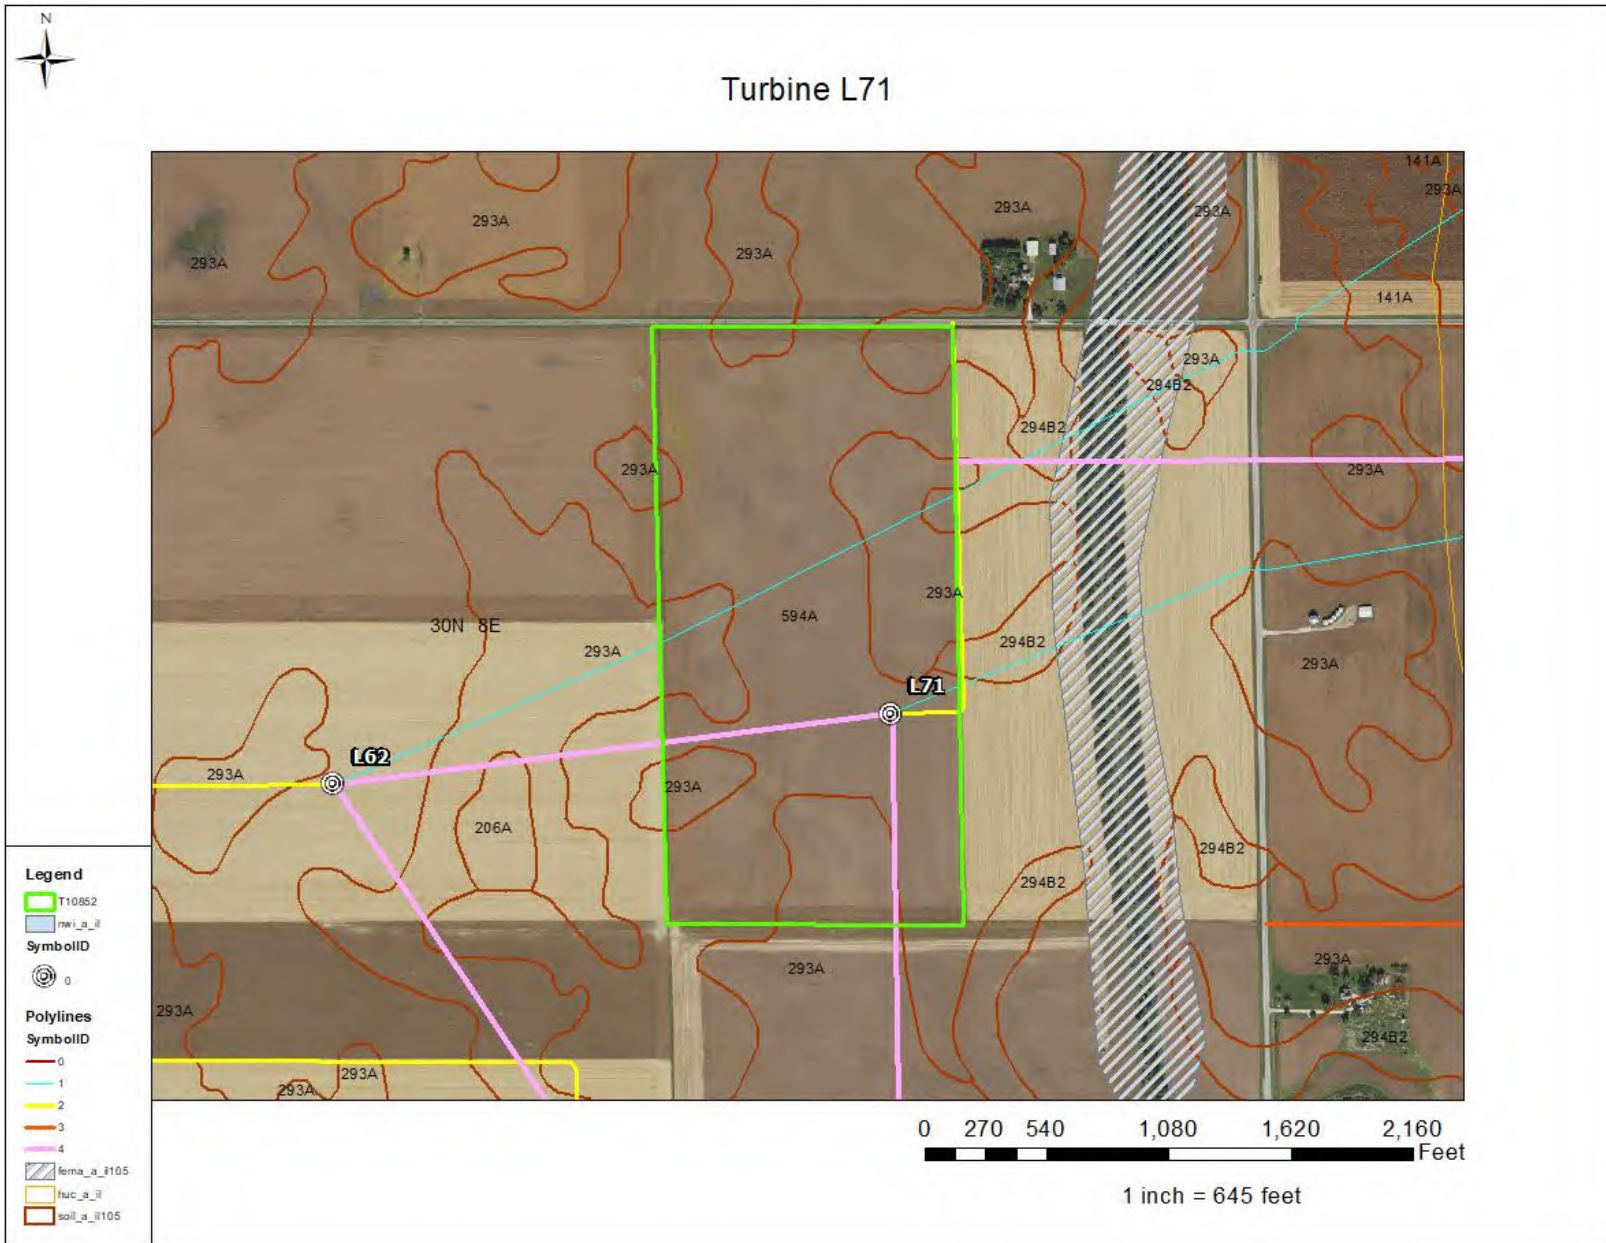 N
Turbine L71
141A
293A
293A
293A
293A
293A
293A
293A
141A
293A
294B2
294B2
293A
293A
293A
594A
293A
30N 8E
293A
294B2
293A
L71
L62
293A
293A
206A
294B2
294B2
293A
293A
293A
294B2
293A
293A
Legend
T10852
nwi_a_il
SymbolID
0
Polylines
SymbolID
0
1
2
3
4
fema_a_il105
huc_a_il
soil_a_il105
0 270 540 1,080 1,620 2,160
Feet
1 inch = 645 feet